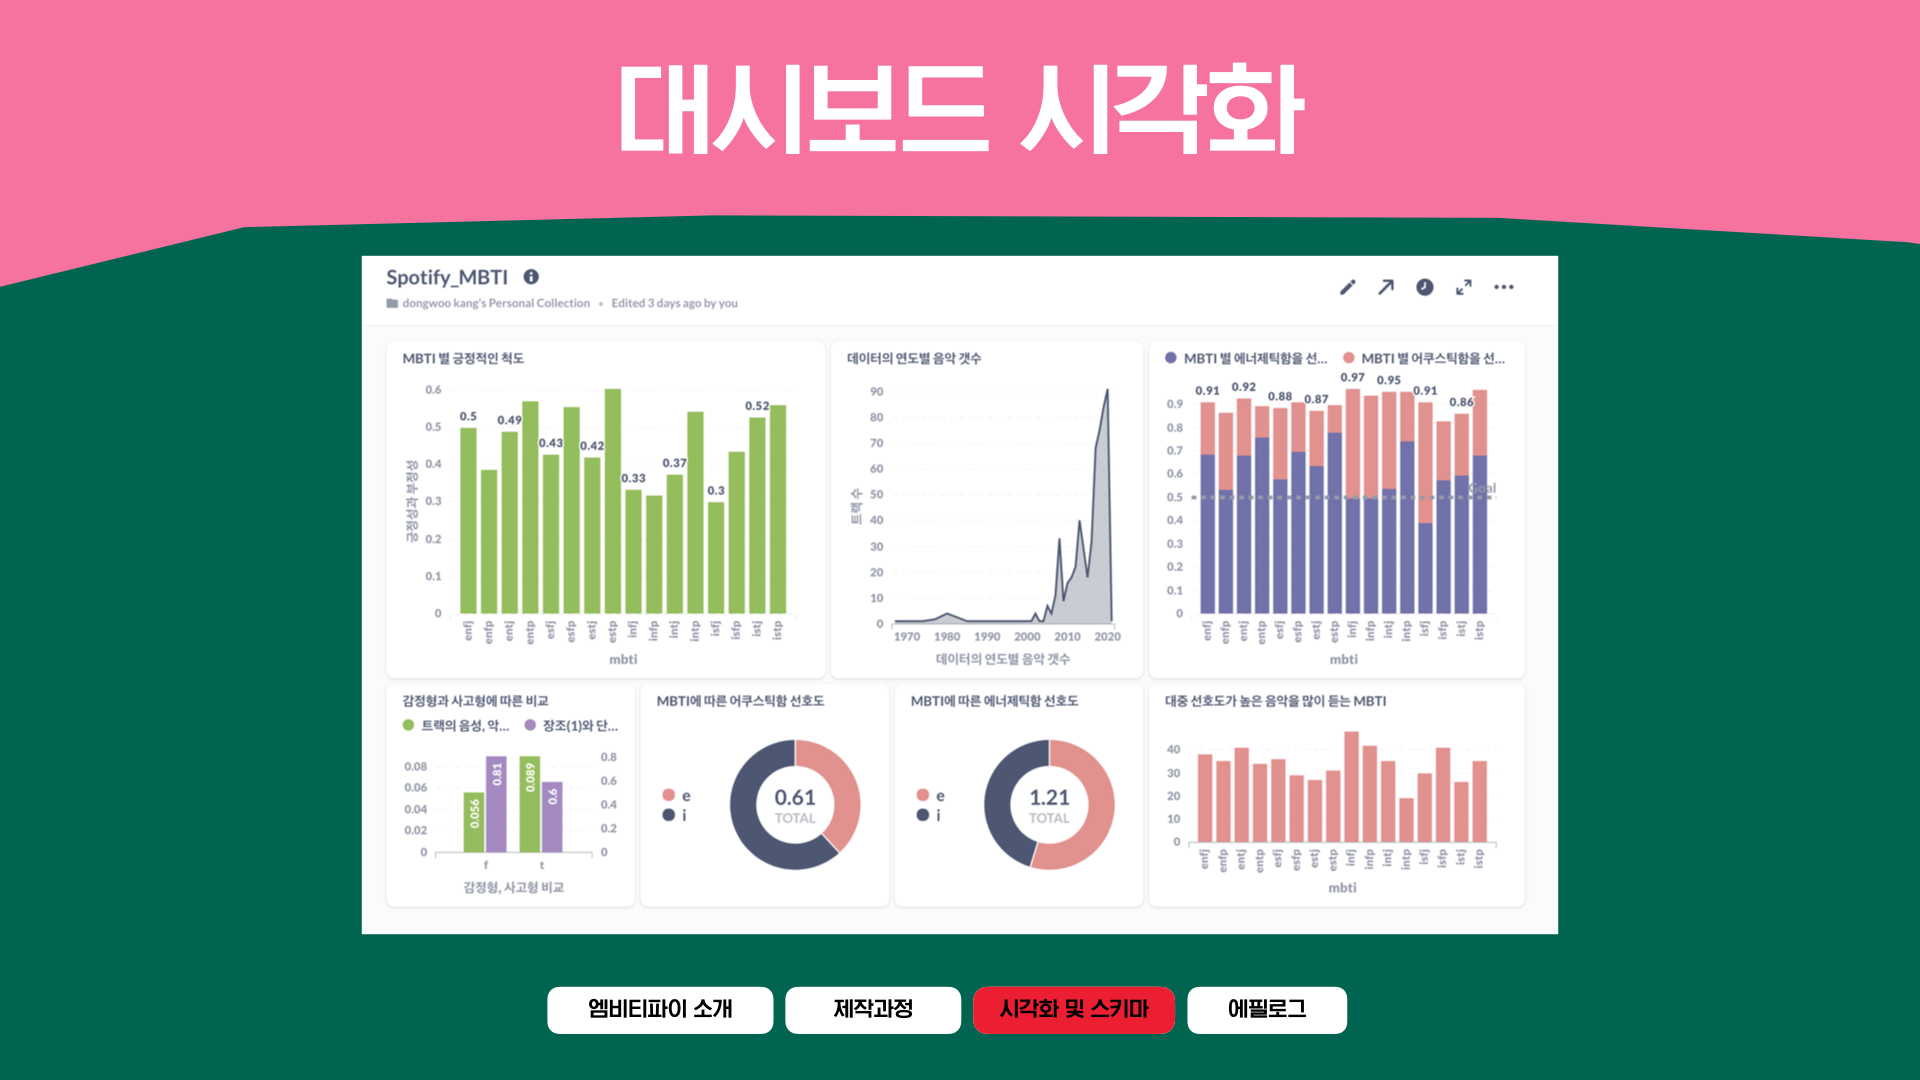 대시보드 시각화
Spotify_MBTI
dongwoo kang's Personal Collection • Edited 3 days ago by you
MBTI 별 긍정적인 척도
긍정성과 부정성
0.6
0.5
0.4
0.3
0.2
0.1
0
0.5
0.49
0.43
0.42
0.33
0.37
0.3
0.52
enfj enfp entj entp esfj esfp estj estp infj infp intj intp isfj isfp istj istp
mbti
데이터의 연도별 음악 갯수
트랙 수
90
80
70
60
50
40
30
20
10
0
1970 1980 1990 2000 2010 2020
데이터의 연도별 음악 갯수
MBTI 별 에너제틱함을 선... MBTI 별 어쿠스틱함을 선...
0.9
0.8
0.7
0.6
0.5
0.4
0.3
0.2
0.1
0
0.91
0.92
0.88
0.87
0.97
0.95
0.91
0.86
Goal
enfj enfp entj entp esfj esfp estj estp infj infp intj intp isfj isfp istj istp
mbti
감정형과 사고형에 따른 비교
트랙의 음성, 악... 장조(1)와 단...
0.08
0.06
0.04
0.02
0
0.056
0.81
0.089
0.6
0.8
0.6
0.4
0.2
0
f t
감정형, 사고형 비교
MBTI에 따른 어쿠스틱함 선호도
e
i
0.61
TOTAL
MBTI에 따른 에너제틱함 선호도
e
i
1.21
TOTAL
대중 선호도가 높은 음악을 많이 듣는 MBTI
40
30
20
10
0
enfj enfp entj entp esfj esfp estj estp infj infp intj intp isfj isfp istj istp
mbti
엠비티파이 소개
제작과정
시각화 및 스키마
에필로그